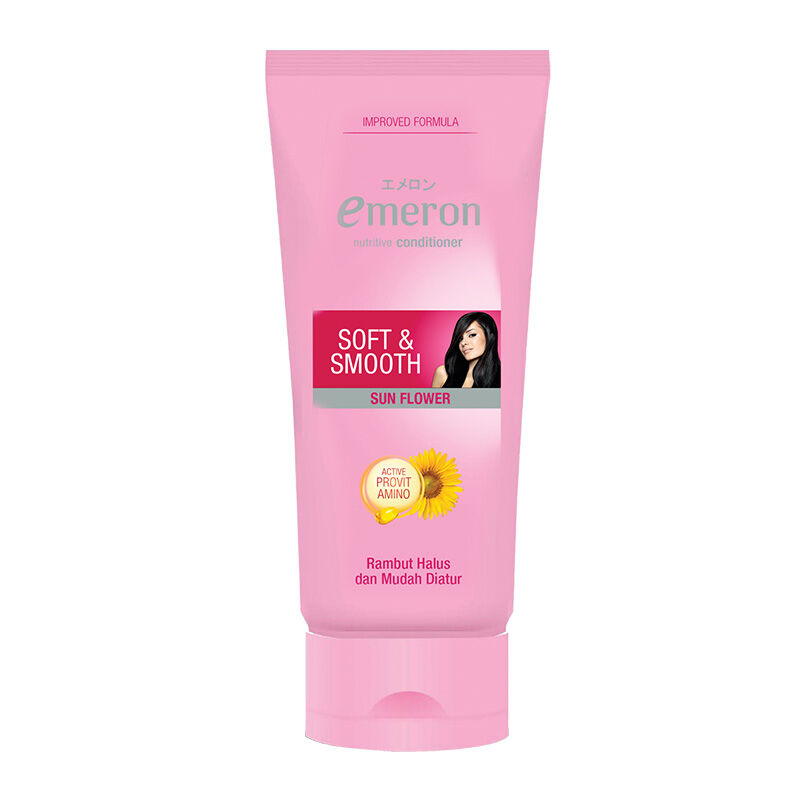 IMPROVED FORMULA
エメロン
emeron
nutritive conditioner
SOFT &
SMOOTH
SUN FLOWER
ACTIVE
PROVIT
AMINO
Rambut Halus
dan Mudah Diatur